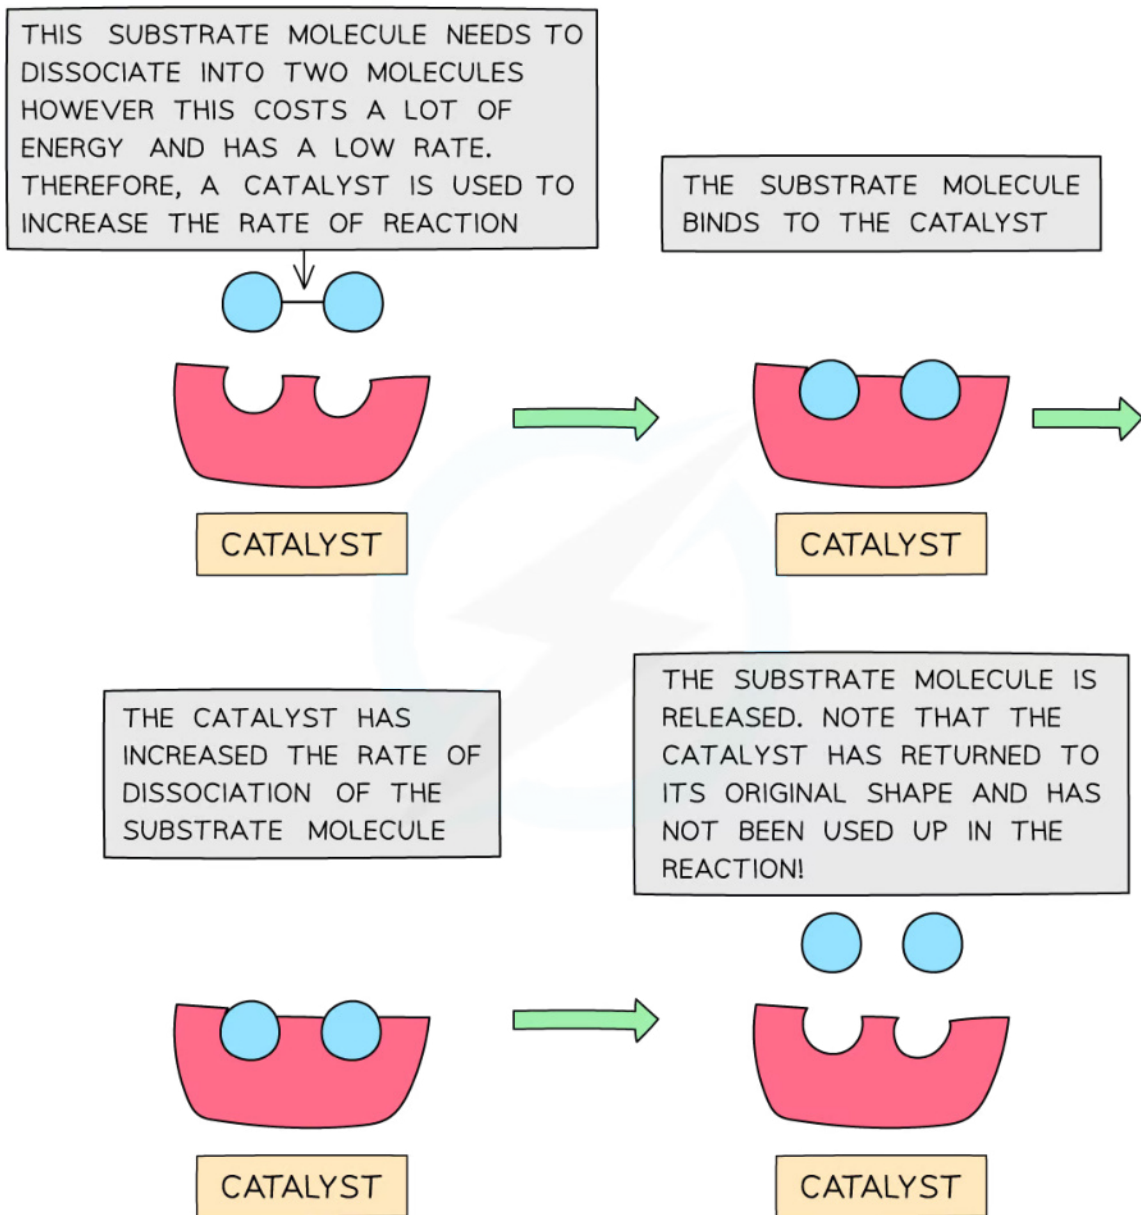 THIS SUBSTRATE MOLECULE NEEDS TO
DISSOCIATE INTO TWO MOLECULES
HOWEVER THIS COSTS A LOT OF
ENERGY AND HAS A LOW RATE.
THEREFORE, A CATALYST IS USED TO
INCREASE THE RATE OF REACTION
THE SUBSTRATE MOLECULE
BINDS TO THE CATALYST
CATALYST
CATALYST
THE CATALYST HAS
INCREASED THE RATE OF
DISSOCIATION OF THE
SUBSTRATE MOLECULE
THE SUBSTRATE MOLECULE IS
RELEASED. NOTE THAT THE
CATALYST HAS RETURNED TO
ITS ORIGINAL SHAPE AND HAS
NOT BEEN USED UP IN THE
REACTION!
CATALYST
CATALYST